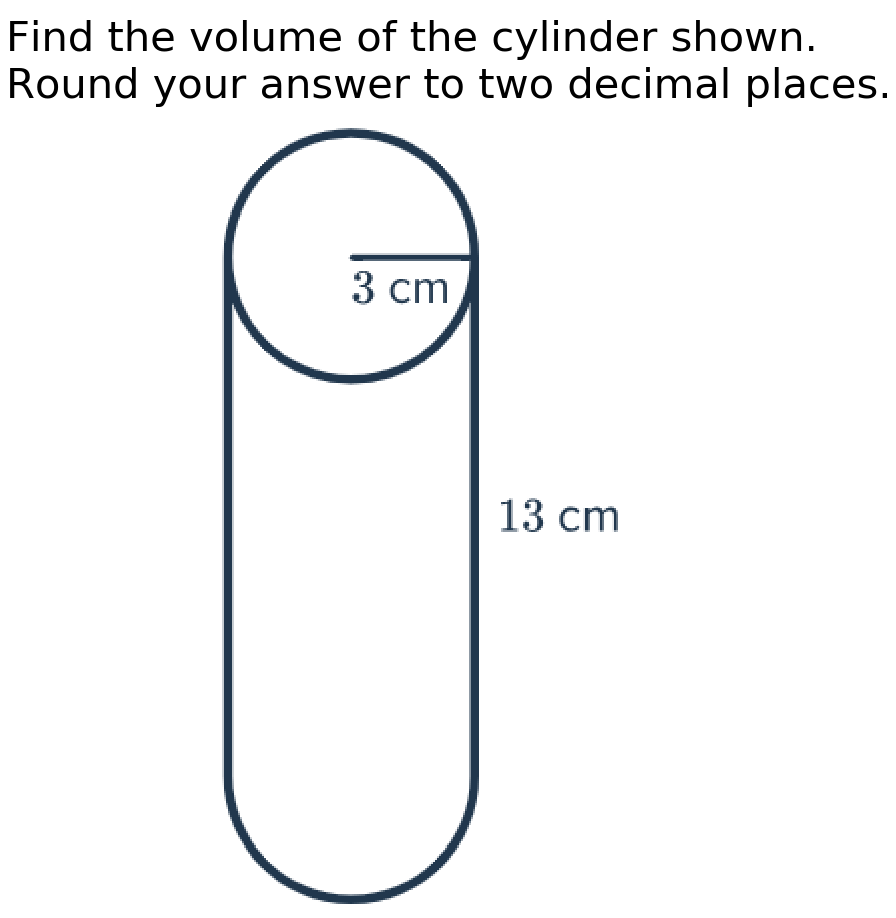 Find the volume of the cylinder shown.
Round your answer to two decimal places.
3 cm
13 cm